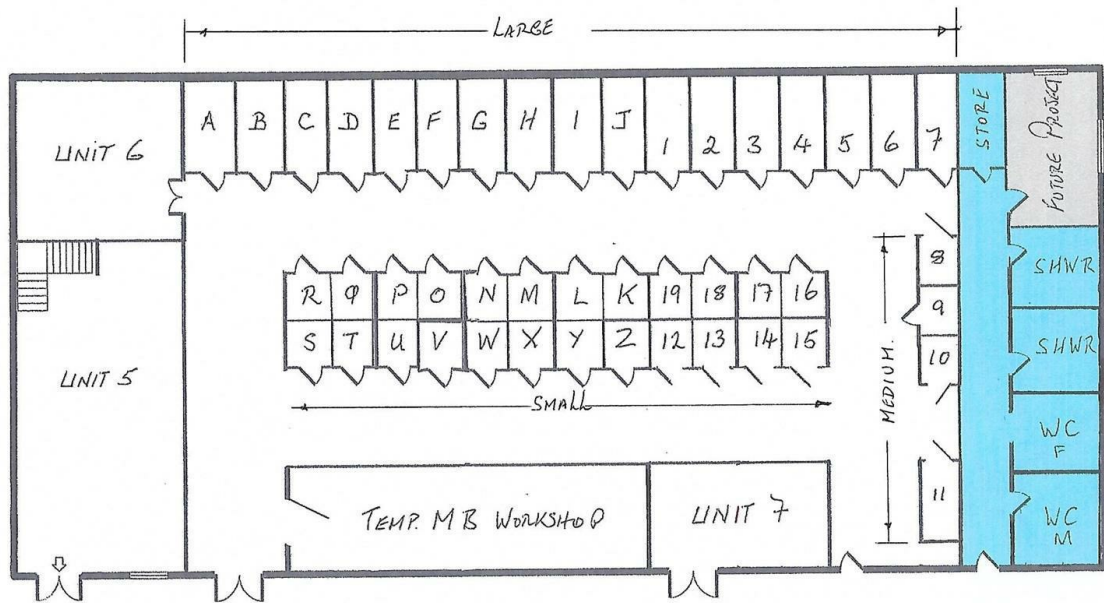 LARGE
UNIT 6
A B C D E F G H I J 1 2 3 4 5 6 7
STORE
FUTURE PROJECT
R Q P O N M L K 19 18 17 16
S T U V W X Y Z 12 13 14 15
8
9
10
11
SHWR
SHWR
UNIT 5
SMALL
MEDIUM.
WC
F
WC
M
TEMP. MB WORKSHOP
UNIT 7